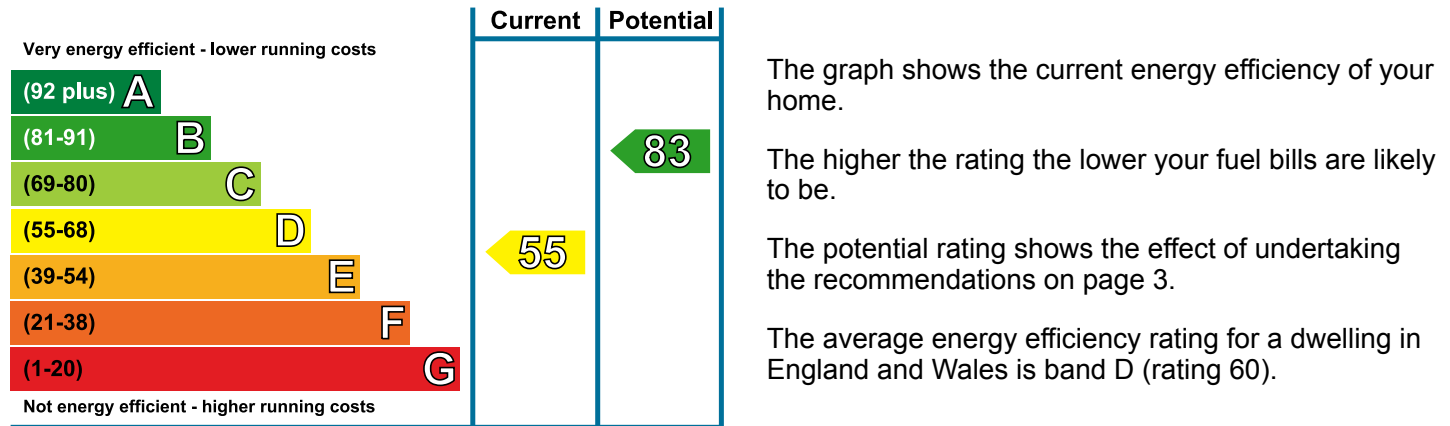 Current Potential
Very energy efficient - lower running costs
(92 plus) A
(81-91) B
83
(69-80) C
(55-68) D
55
(39-54) E
(21-38) F
(1-20) G
Not energy efficient - higher running costs
The graph shows the current energy efficiency of your
home.
The higher the rating the lower your fuel bills are likely
to be.
The potential rating shows the effect of undertaking
the recommendations on page 3.
The average energy efficiency rating for a dwelling in
England and Wales is band D (rating 60).